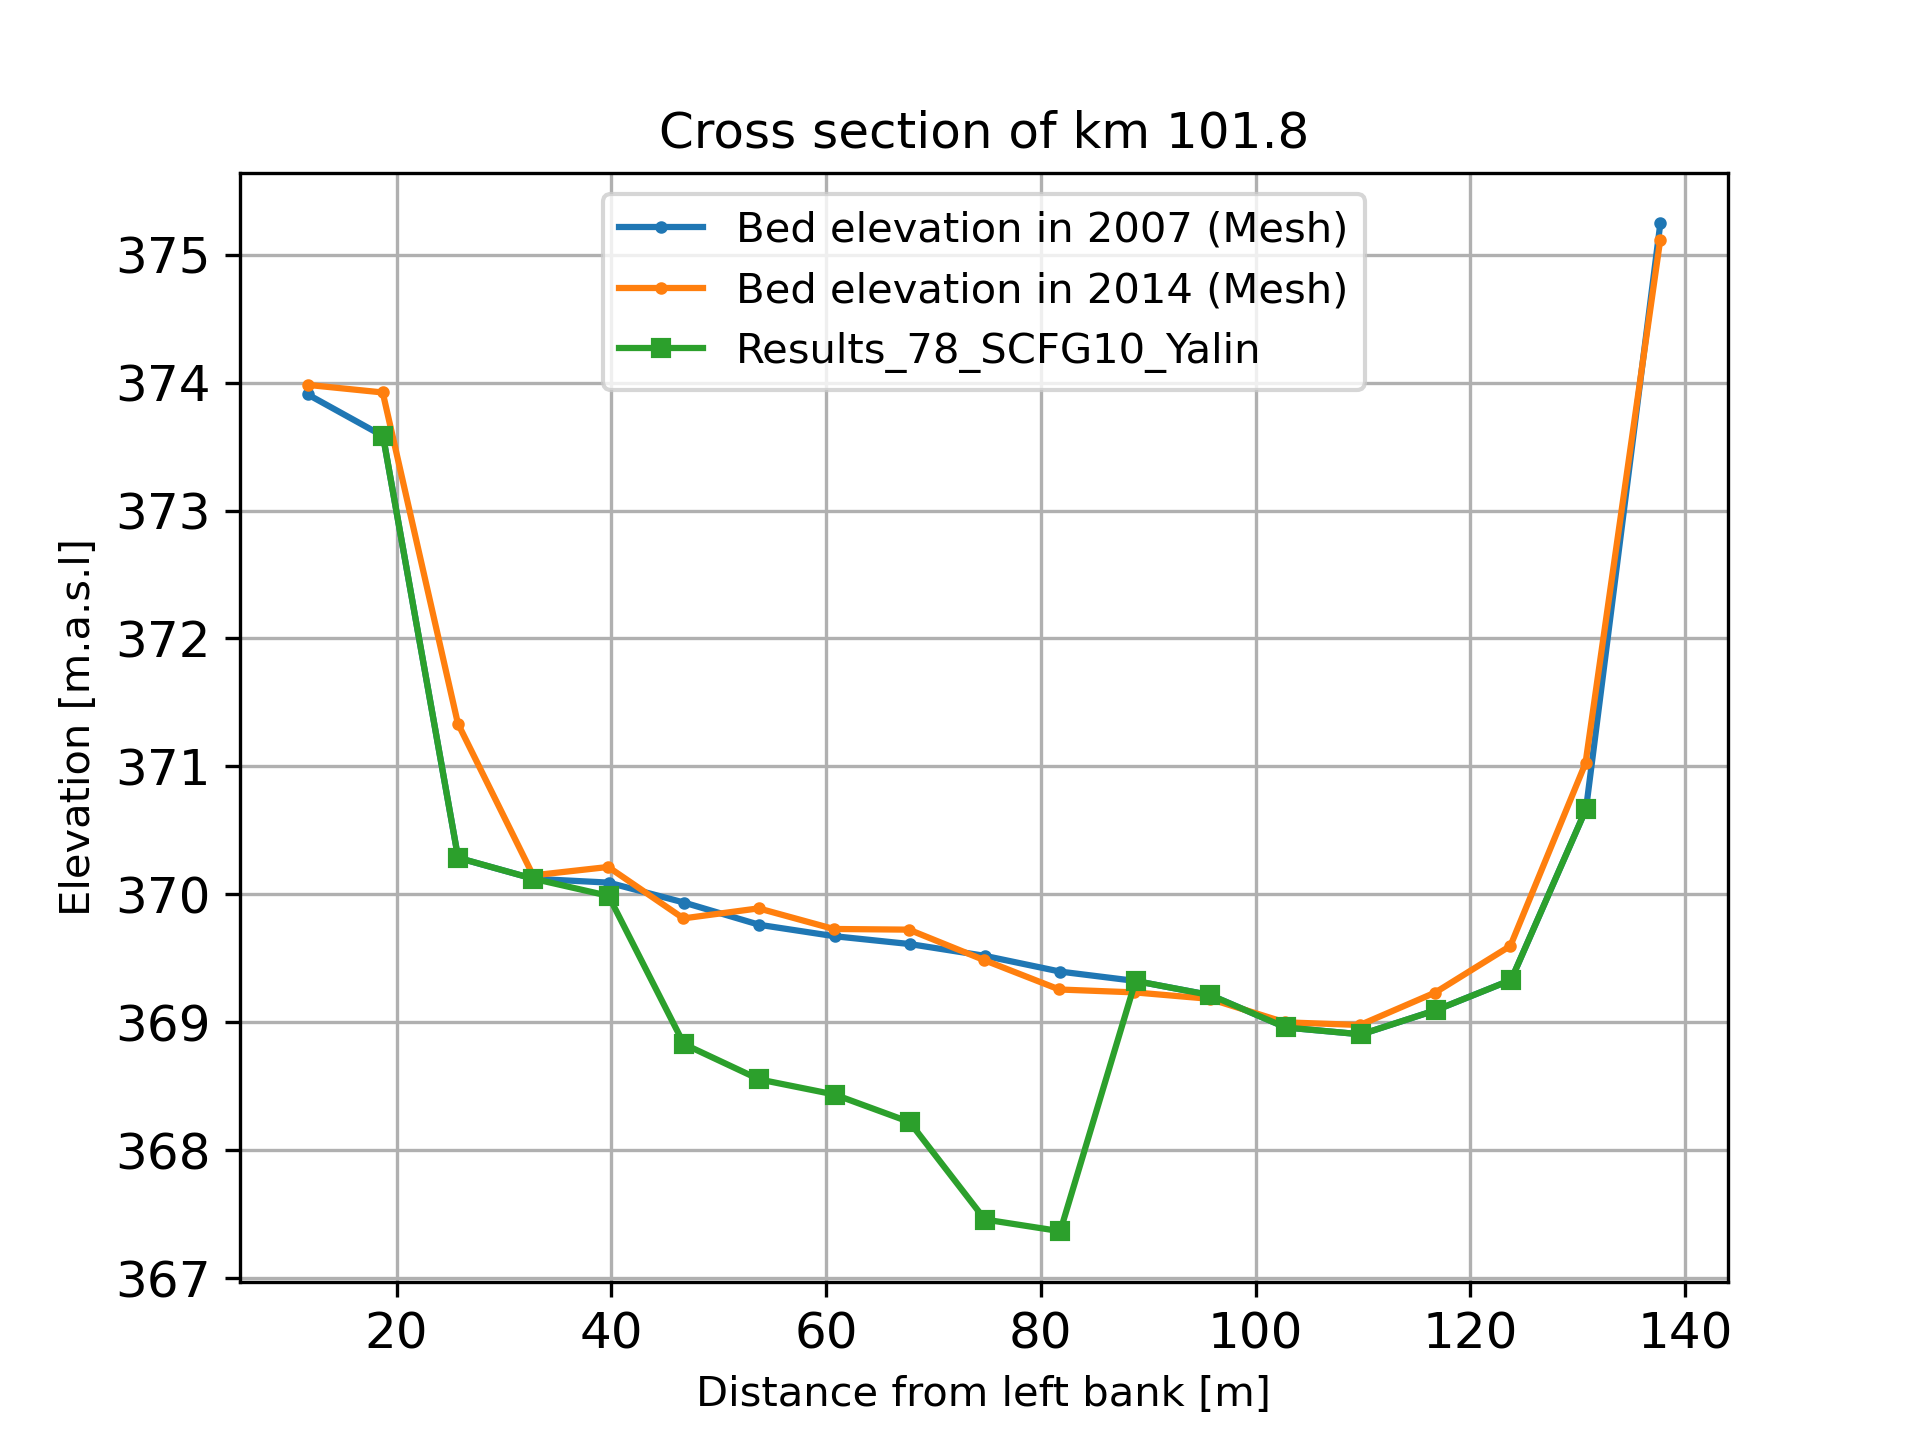 Cross section of km 101.8
Bed elevation in 2007 (Mesh)
Bed elevation in 2014 (Mesh)
Results_78_SCFG10_Yalin
375
374
373
372
371
370
369
368
367
Elevation [m.a.s.l]
20 40 60 80 100 120 140
Distance from left bank [m]